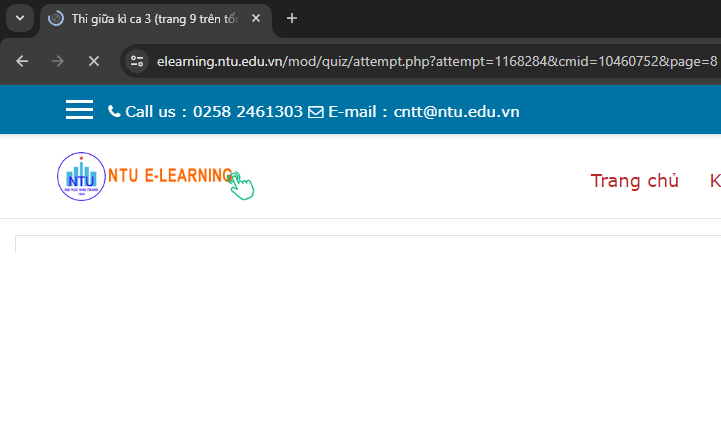 Thi giữa kì ca 3 (trang 9 trên tổn
elearning.ntu.edu.vn/mod/quiz/attempt.php?attempt=1168284&cmid=10460752&page=8
Call us : 0258 2461303 E-mail : cntt@ntu.edu.vn
NTU
NTU E-LEARNING
Trang chủ K